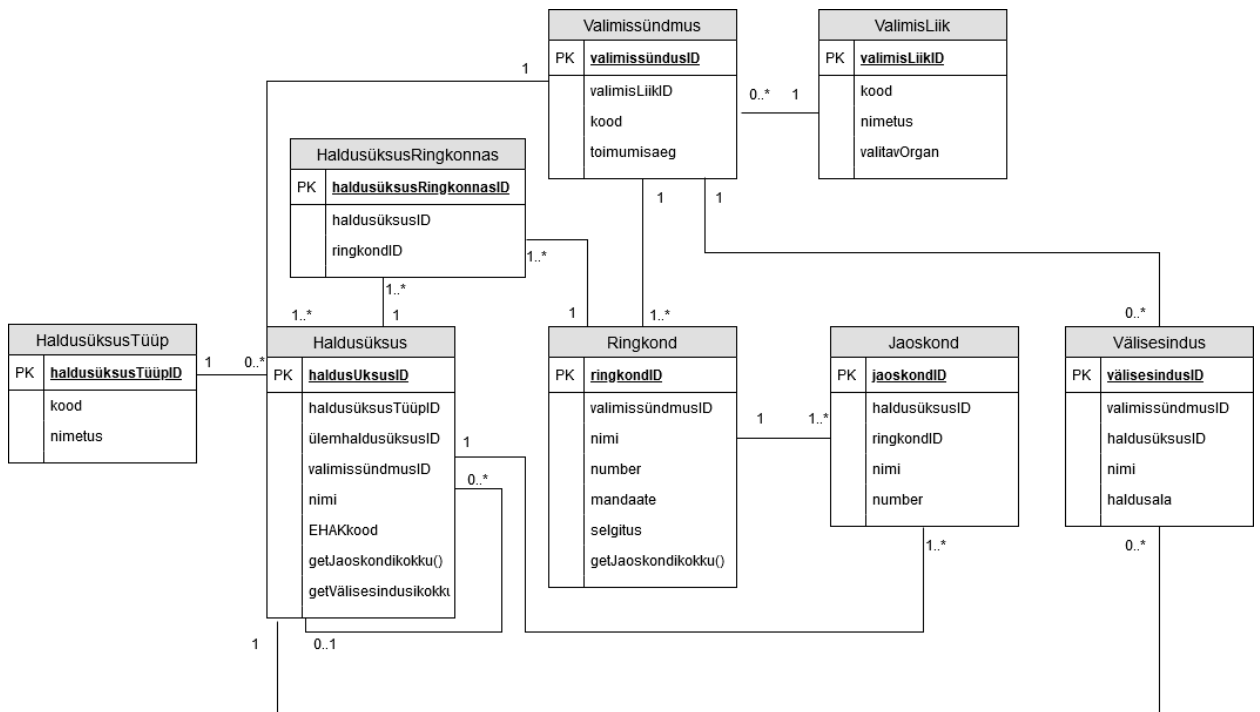 Valimissündmus
PK valimissündusID
valimisLiikID
kood
toimumisaeg
ValimisLiik
PK valimisLiikID
kood
nimetus
valitavOrgan
1
0..* 1
HaldusüksusRingkonnas
PK haldusüksusRingkonnasID
haldusüksusID
ringkondID
1 1
1..*
1..*
1..* 1 1 1..* 0..*
HaldusüksusTüüp
PK haldusüksusTüüpID
kood
nimetus
1 0..*
Haldusüksus
PK haldusUksusID
haldusüksusTüüpID
ülemhaldusüksusID
valimissündmusID
nimi
EHAKkood
getJaoskondikokku()
getVälisesindusikokku
1
0..*
Ringkond
PK ringkondID
valimissündmusID
nimi
number
mandaate
selgitus
getJaoskondikokku()
1 1..*
Jaoskond
PK jaoskondID
haldusüksusID
ringkondID
nimi
number
Välisesindus
PK välisesindusID
valimissündmusID
haldusüksusID
nimi
haldusala
1..* 0..*
1 0..1